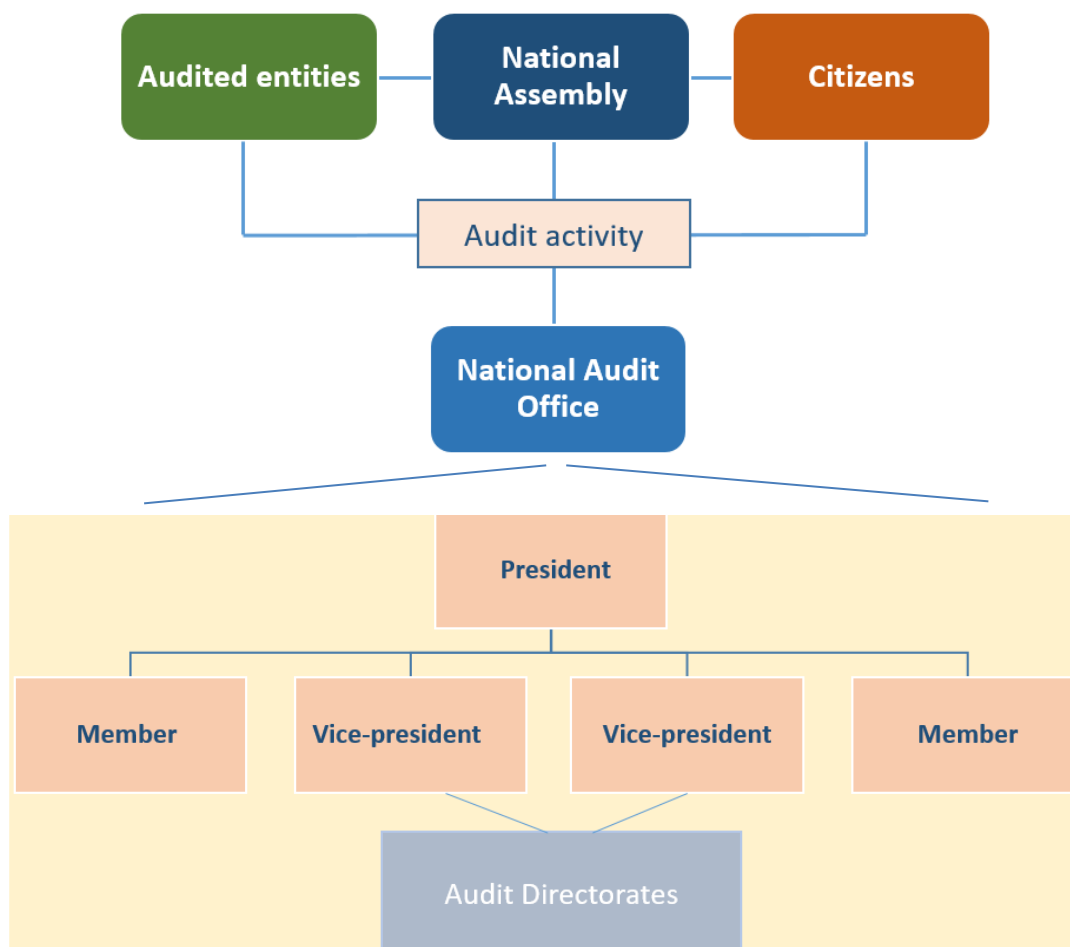 Audited entities
National
Assembly
Citizens
Audit activity
National Audit
Office
President
Member
Vice-president
Vice-president
Member
Audit Directorates